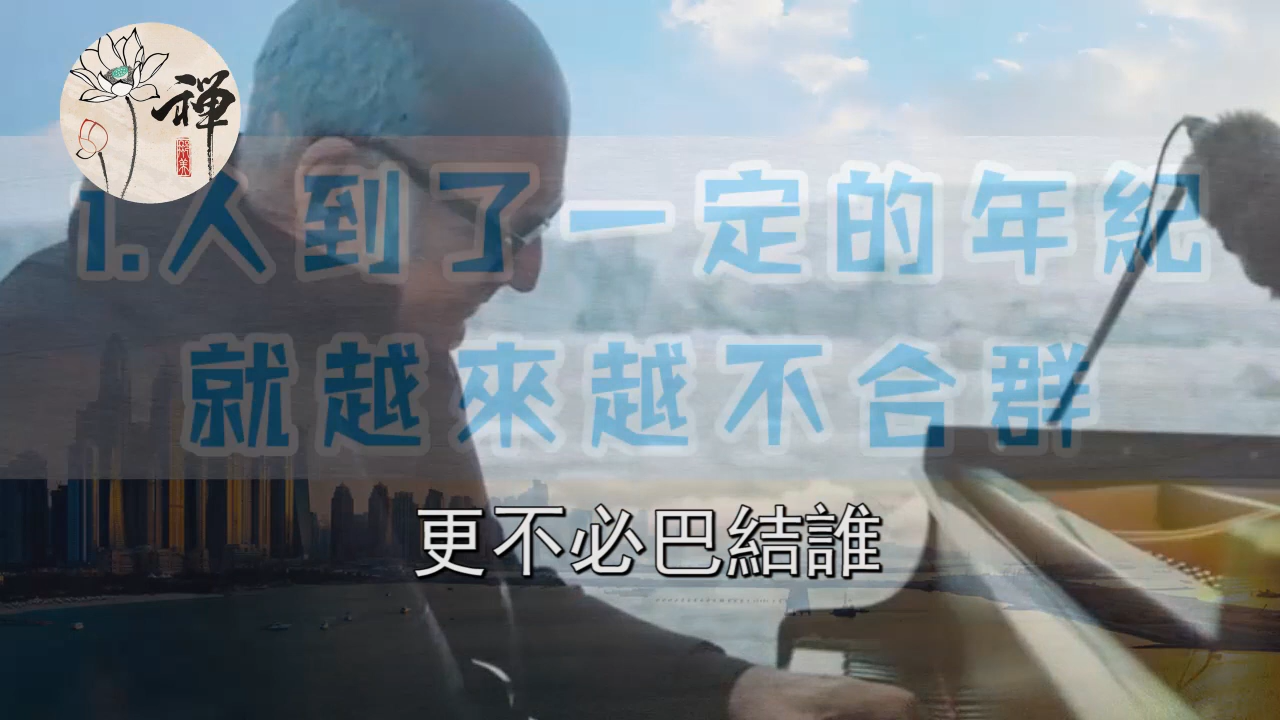 禅
1.人到了一定的年紀
就越來越不合群
更不必巴結誰